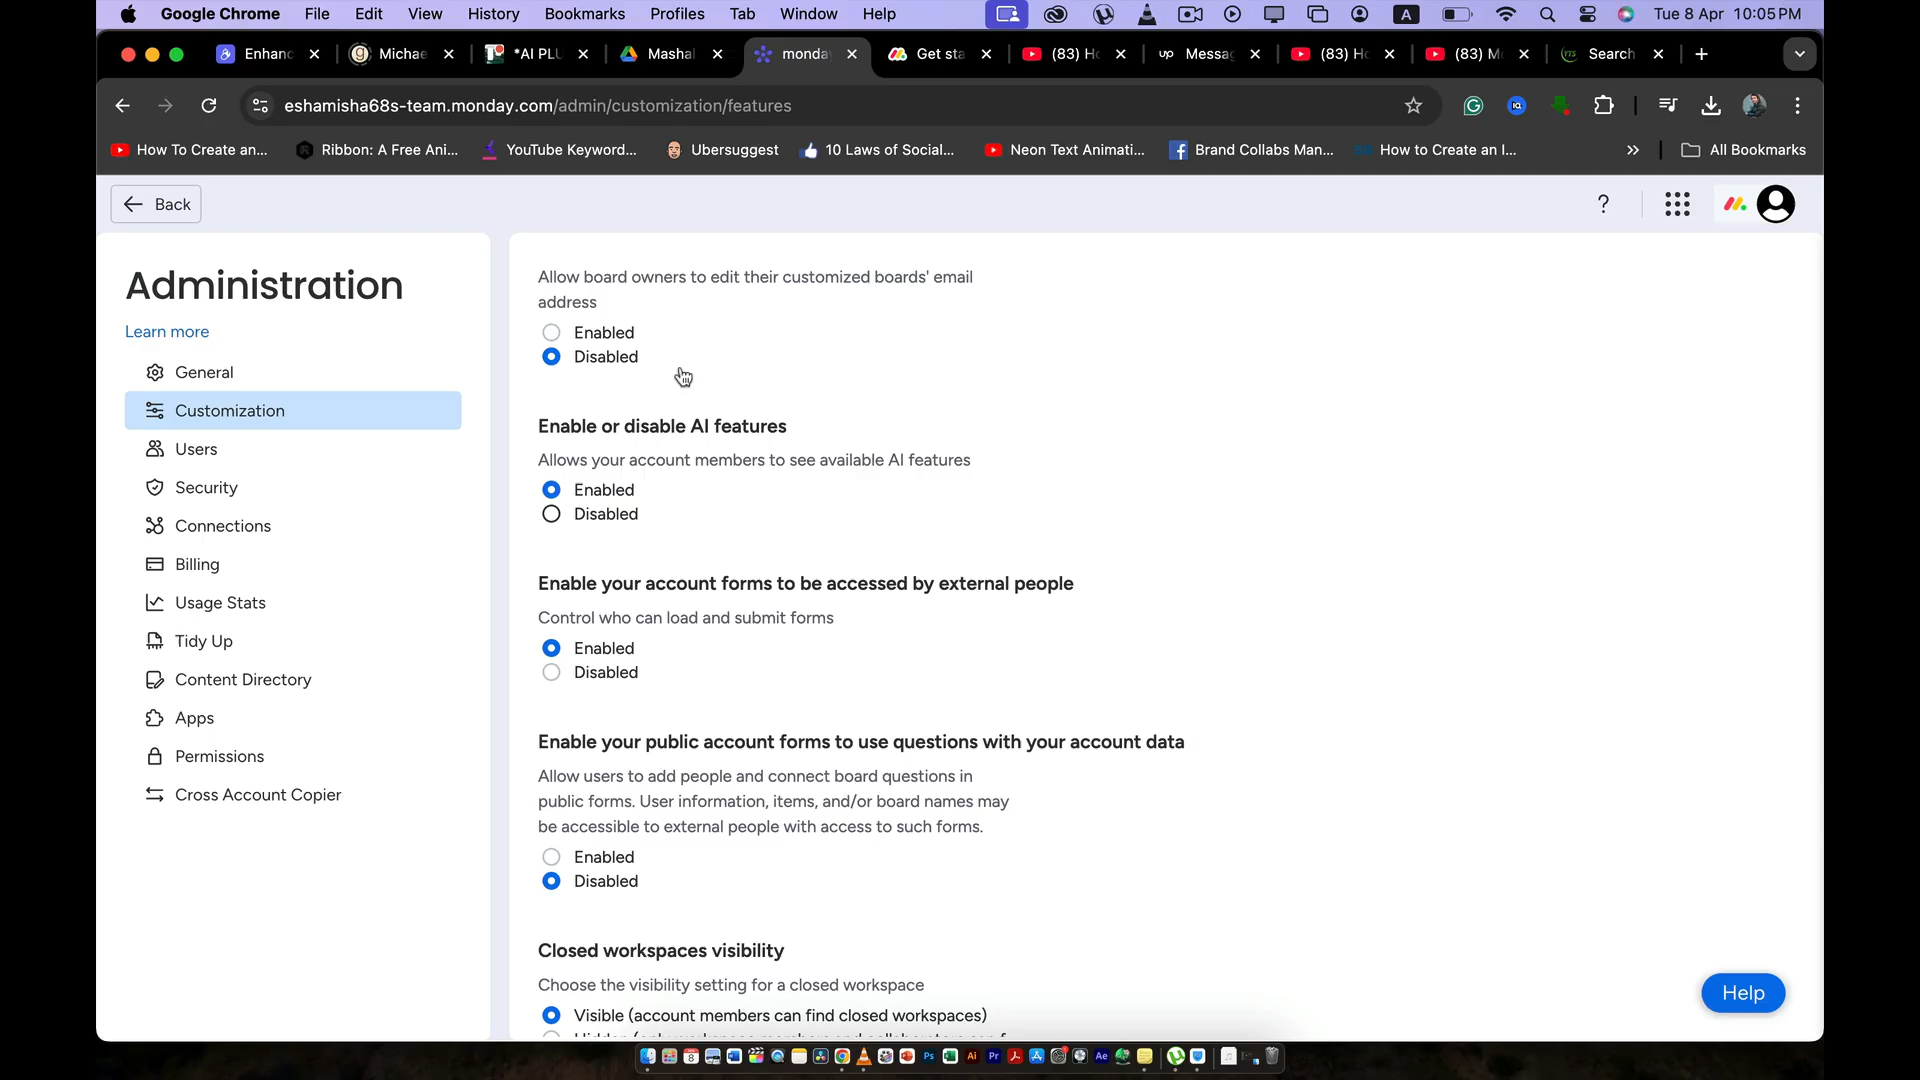 Google Chrome File Edit View History Bookmarks Profiles Tab Window Help A Tue 8 Apr 10:05 PM
Enhanc Michae *AI PLU Mashal monday Get sta (83) Ho up Messag (83) Ho (83) M YTS Search
eshamisha68s-team.monday.com/admin/customization/features
How To Create an... Ribbon: A Free Ani... YouTube Keyword... Ubersuggest 10 Laws of Social... Neon Text Animati... Brand Collabs Man... How to Create an I... All Bookmarks
Back
Administration
Learn more
General
Customization
Users
Security
Connections
Billing
Usage Stats
Tidy Up
Content Directory
Apps
Permissions
Cross Account Copier
Allow board owners to edit their customized boards' email
address
Enabled
Disabled
Enable or disable AI features
Allows your account members to see available AI features
Enabled
Disabled
Enable your account forms to be accessed by external people
Control who can load and submit forms
Enabled
Disabled
Enable your public account forms to use questions with your account data
Allow users to add people and connect board questions in
public forms. User information, items, and/or board names may
be accessible to external people with access to such forms.
Enabled
Disabled
Closed workspaces visibility
Choose the visibility setting for a closed workspace
Visible (account members can find closed workspaces)
Help